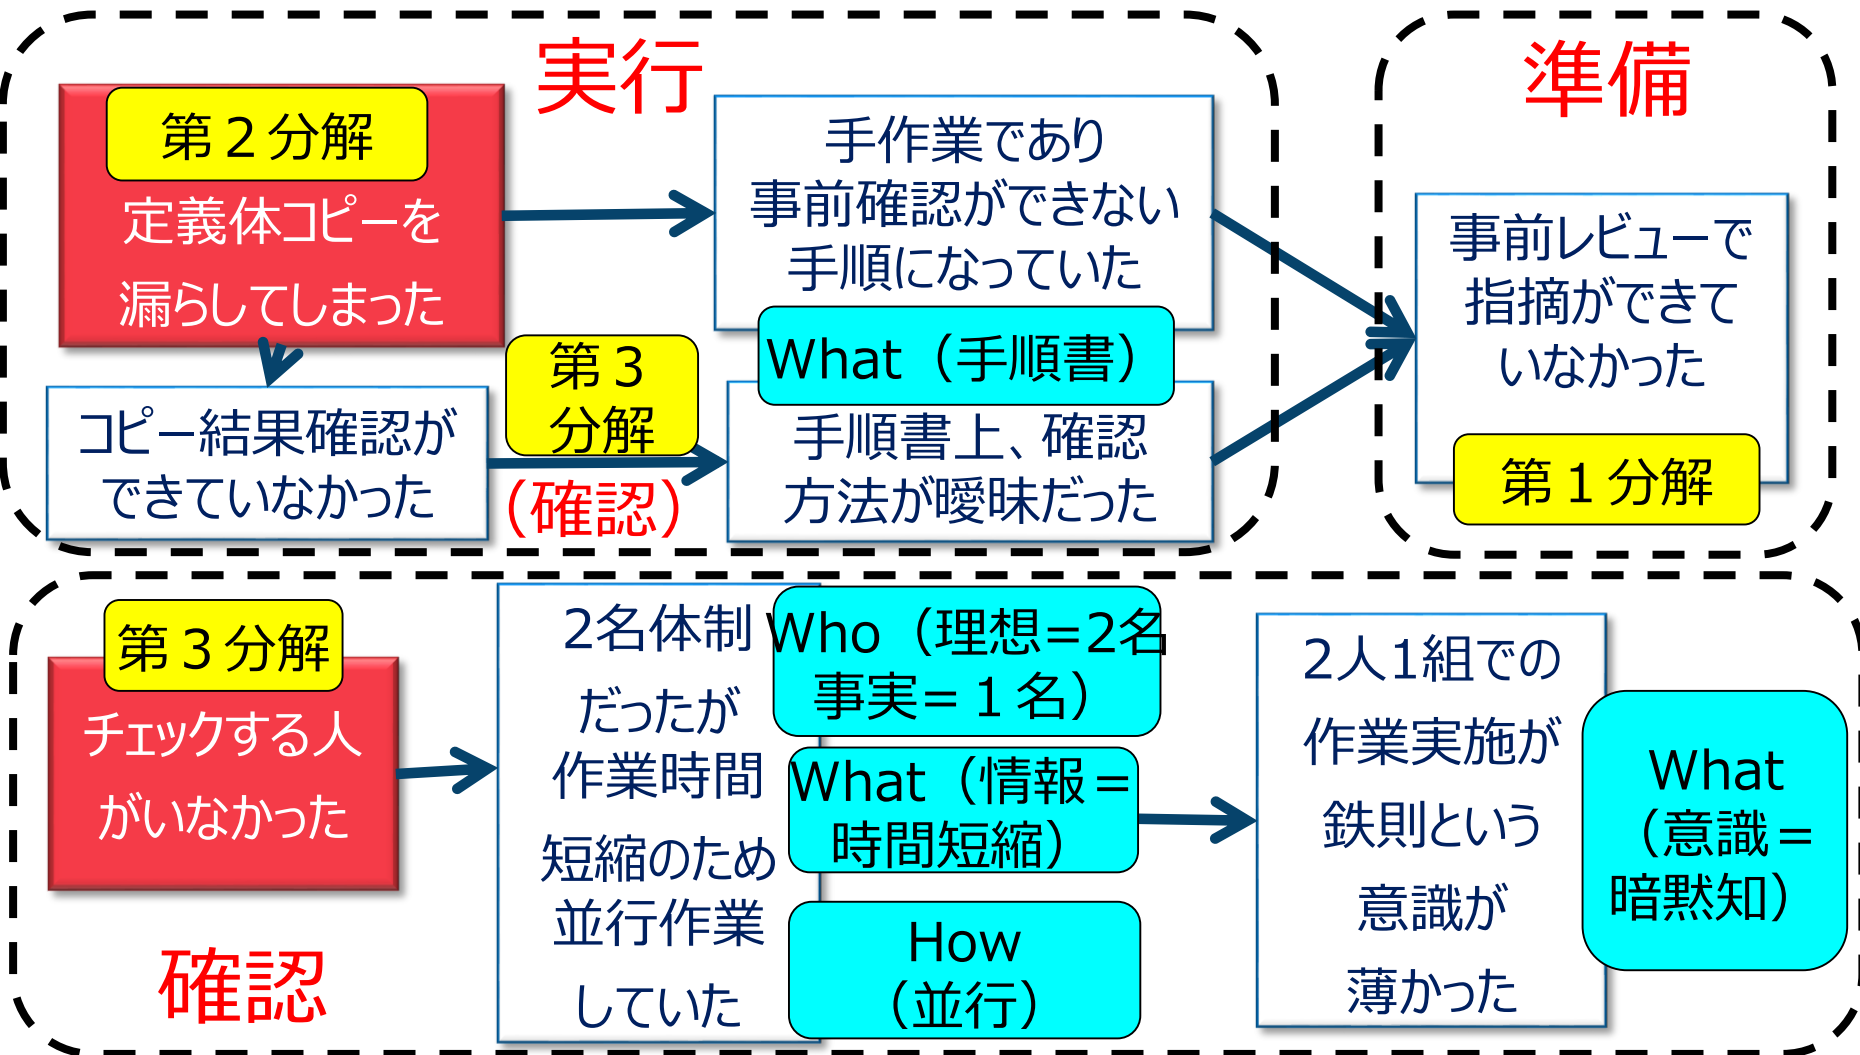 実行
準備
第２分解
定義体コピーを
漏らしてしまった
手作業であり
事前確認ができない
手順になっていた
What（手順書）
事前レビューで
指摘ができて
いなかった
第１分解
コピー結果確認が
できていなかった
第３
分解
（確認）
手順書上、確認
方法が曖昧だった
第３分解
チェックする人
がいなかった
確認
2名体制
だったが
作業時間
短縮のため
並行作業
していた
Who（理想=2名
事実=１名）
What（情報＝
時間短縮）
How
（並行）
2人1組での
作業実施が
鉄則という
意識が
薄かった
What
（意識＝
暗黙知）